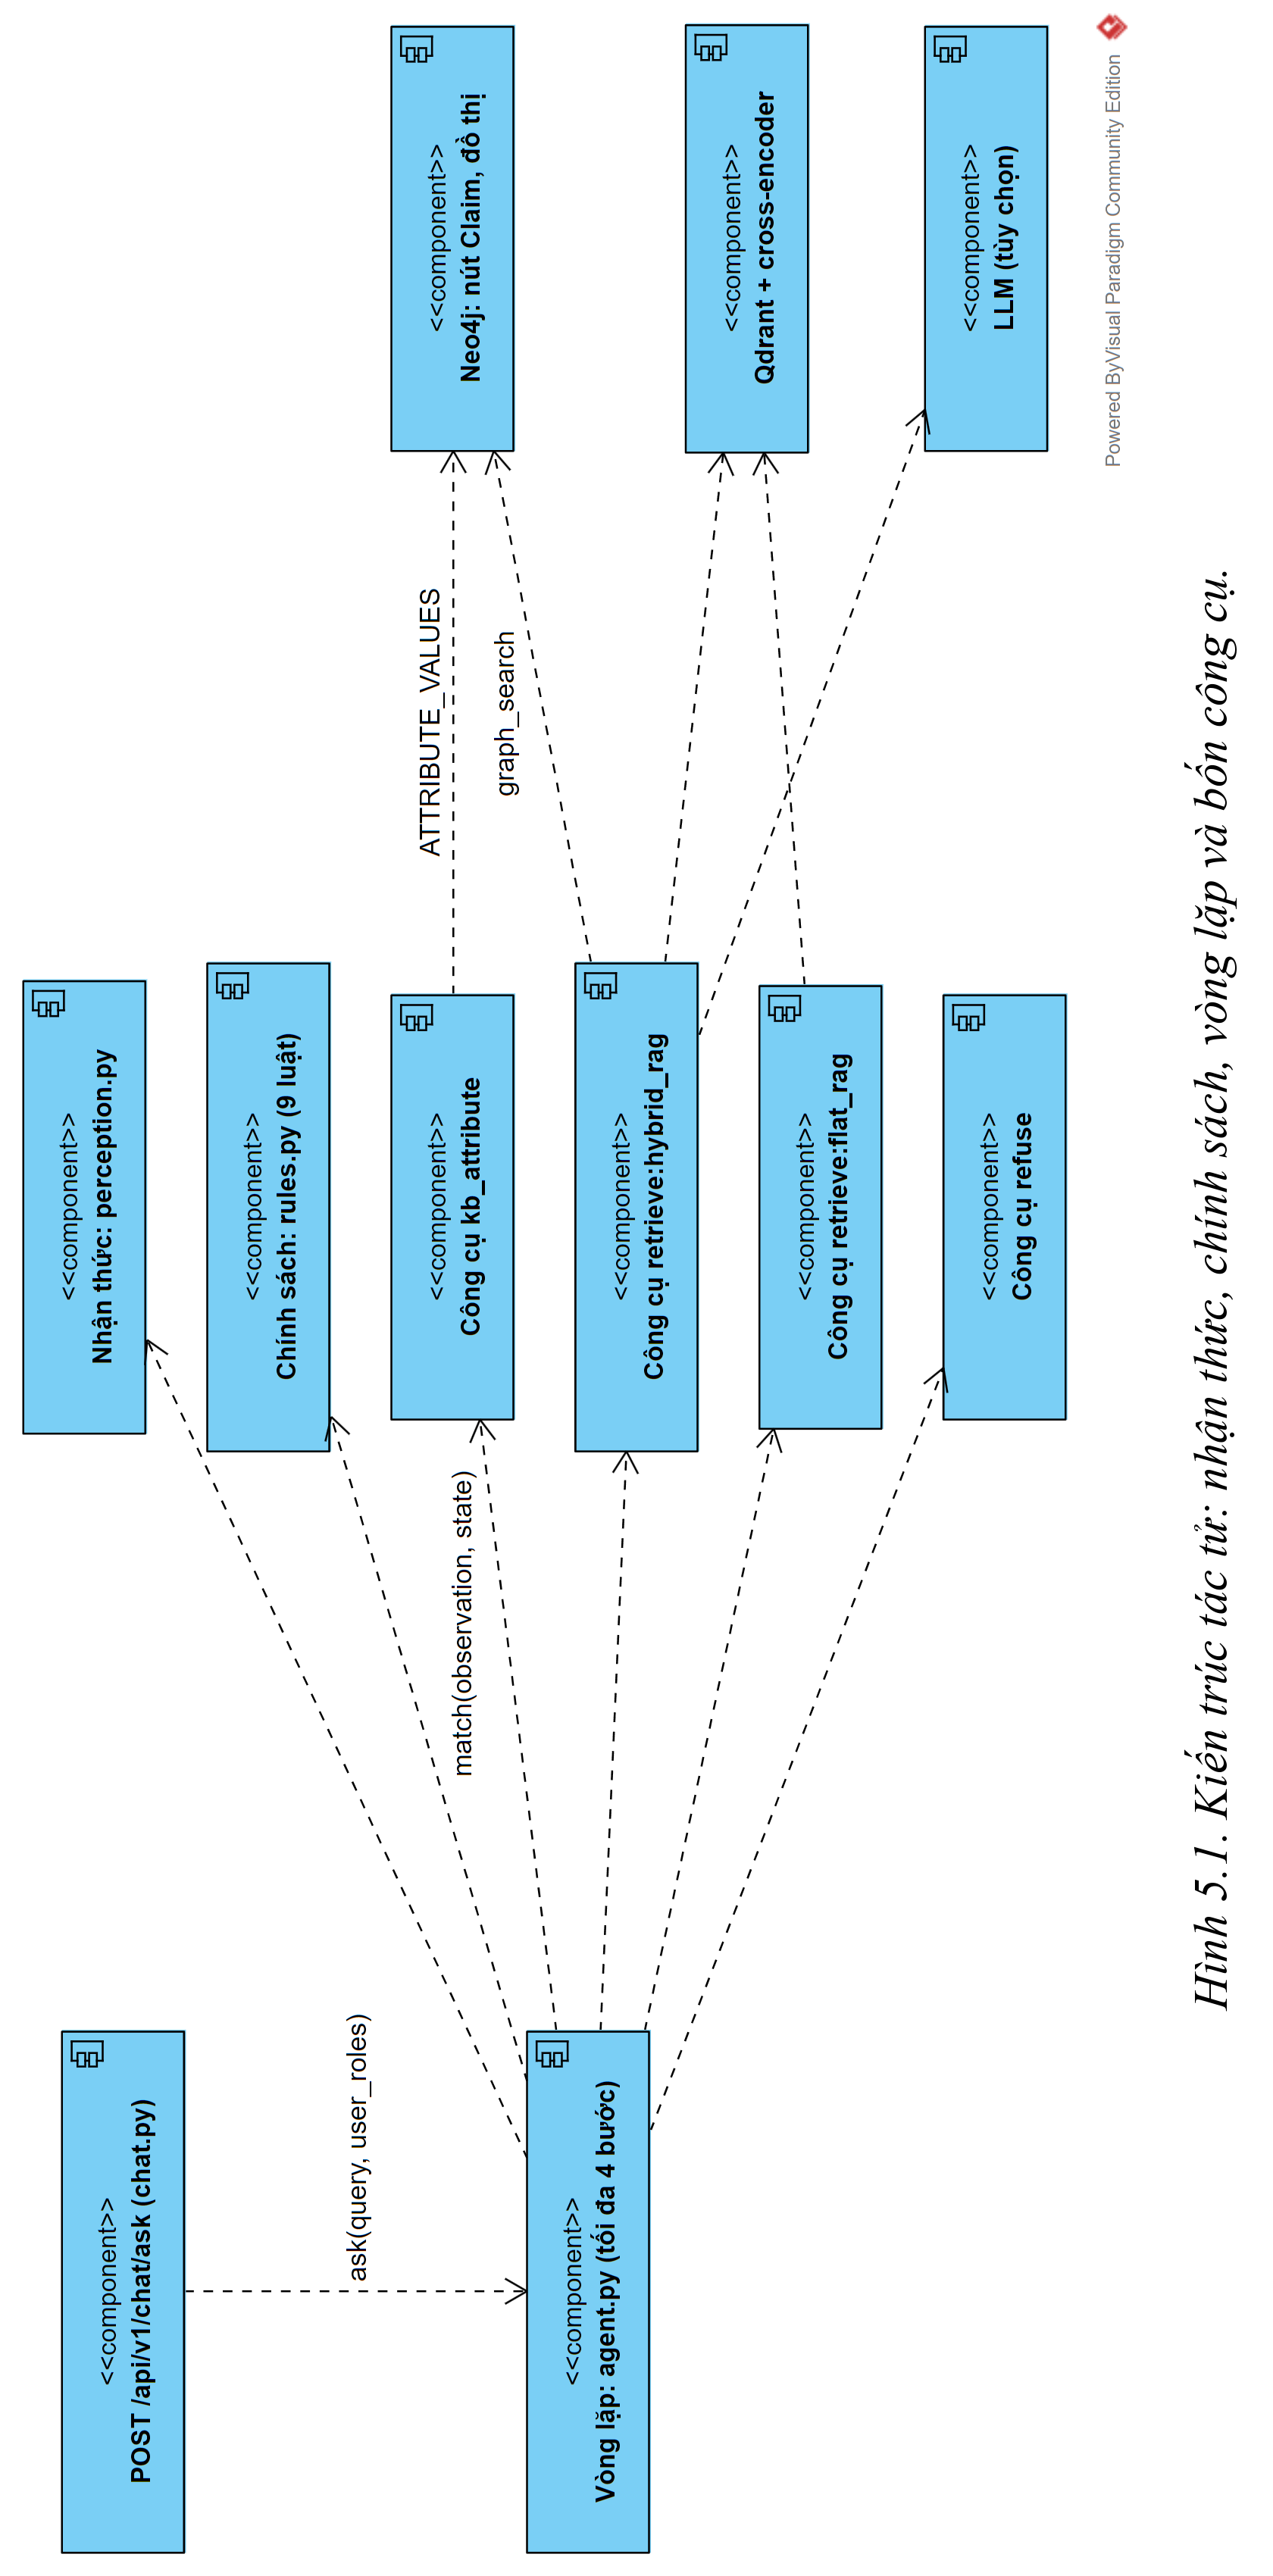 <<component>>
POST /api/v1/chat/ask (chat.py)
ask(query, user_roles)
<<component>>
Vòng lặp: agent.py (tối đa 4 bước)
<<component>>
Nhận thức: perception.py
<<component>>
Chính sách: rules.py (9 luật)
match(observation, state)
<<component>>
Công cụ kb_attribute
<<component>>
Công cụ retrieve:hybrid_rag
<<component>>
Công cụ retrieve:flat_rag
<<component>>
Công cụ refuse
ATTRIBUTE_VALUES
graph_search
<<component>>
Neo4j: nút Claim, đồ thị
<<component>>
Qdrant + cross-encoder
<<component>>
LLM (tùy chọn)
Powered ByVisual Paradigm Community Edition
Hình 5.1. Kiến trúc tác tử: nhận thức, chính sách, vòng lặp và bốn công cụ.